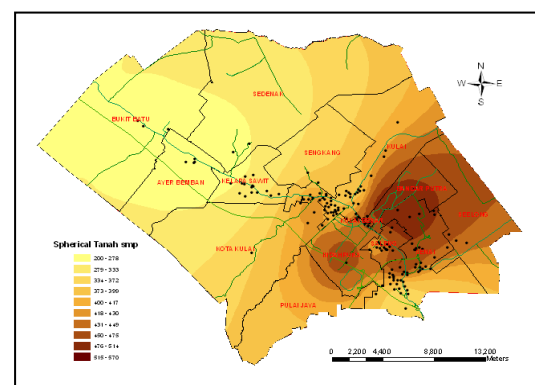 N
W E
S
SEDENAK
BUKIT BATU
SENGKANG
KULAI
AYER BEMBAN
KELAPA SAWIT
KOTA KULAI
PULAI JAYA
Spherical Tanah smp
200 - 278
279 - 333
334 - 372
373 - 399
400 - 417
418 - 430
431 - 449
450 - 475
476 - 514
515 - 570
0 2,200 4,400 8,800 13,200
Meters